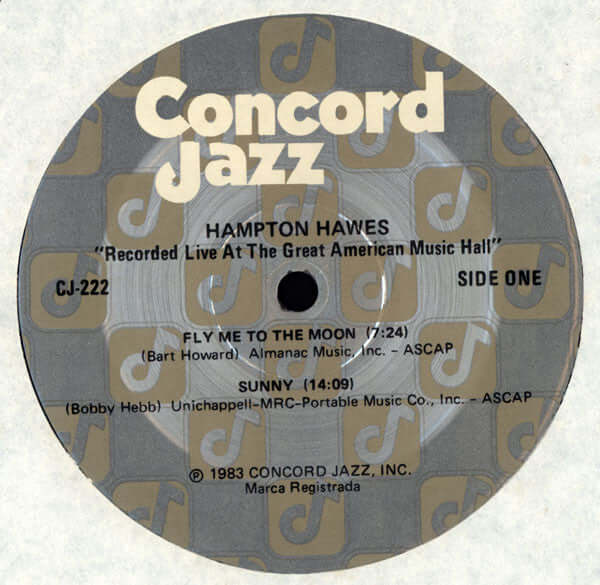 Concord
Jazz
HAMPTON HAWES
"Recorded Live At The Great American Music Hall"
CJ-222
SIDE ONE
FLY ME TO THE MOON (7:24)
(Bart Howard) Almanac Music, Inc. – ASCAP
SUNNY (14:09)
(Bobby Hebb) Unichappell-MRC-Portable Music Co., Inc. – ASCAP
Ⓟ 1983 CONCORD JAZZ, INC.
Marca Registrada